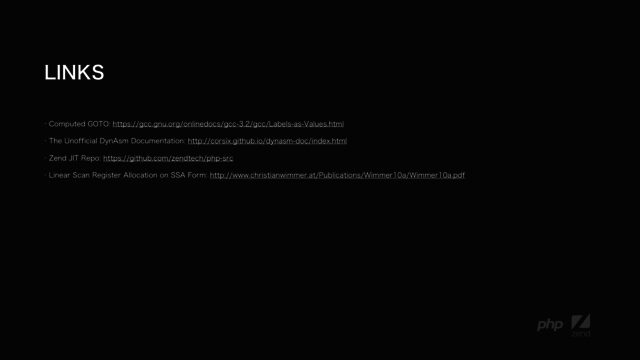 LINKS
· Computed GOTO: https://gcc.gnu.org/onlinedocs/gcc-3.2/gcc/Labels-as-Values.html
· The Unofficial DynAsm Documentation: http://corsix.github.io/dynasm-doc/index.html
· Zend JIT Repo: https://github.com/zendtech/php-src
· Linear Scan Register Allocation on SSA Form: http://www.christianwimmer.at/Publications/Wimmer10a/Wimmer10a.pdf
php
zend